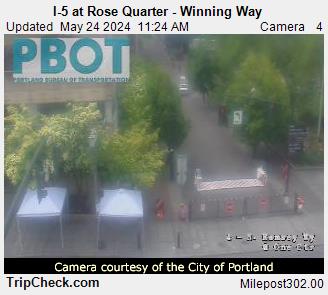 I-5 at Rose Quarter - Winning Way
Updated May 24 2024 11:24 AM Camera 4
PBOT
PORTLAND BUREAU OF TRANSPORTATION
Camera courtesy of the City of Portland
TripCheck.com Milepost302.00